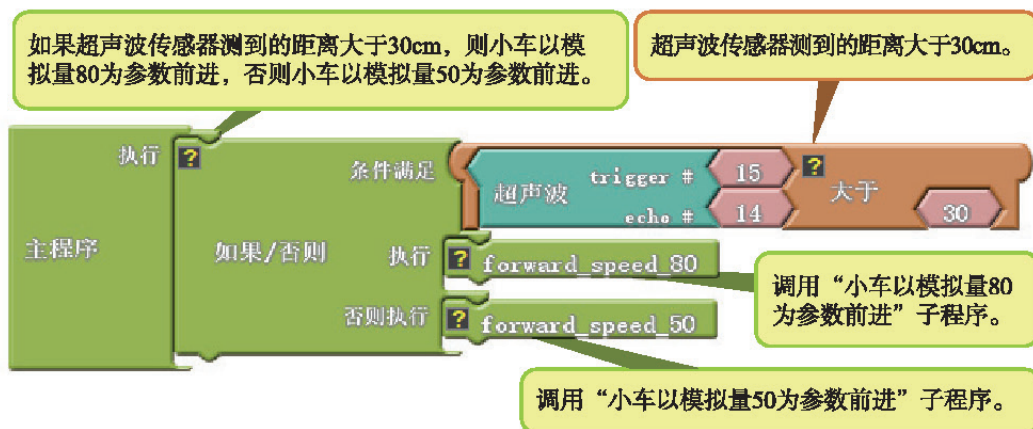 如果超声波传感器测到的距离大于30cm，则小车以模
拟量80为参数前进，否则小车以模拟量50为参数前进。
超声波传感器测到的距离大于30cm。
执行
?
条件满足
超声波
trigger #
15
?
大于
echo #
14
30
主程序
如果/否则
执行
?
forward_speed_80
否则执行
?
forward_speed_50
调用“小车以模拟量80
为参数前进”子程序。
调用“小车以模拟量50为参数前进”子程序。